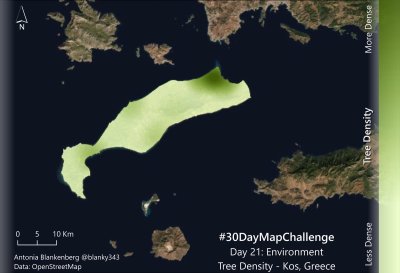 N
More Dense
Tree Density
Less Dense
0 5 10 Km
Antonia Blankenberg @blanky343
Data: OpenStreetMap
#30DayMapChallenge
Day 21: Environment
Tree Density - Kos, Greece